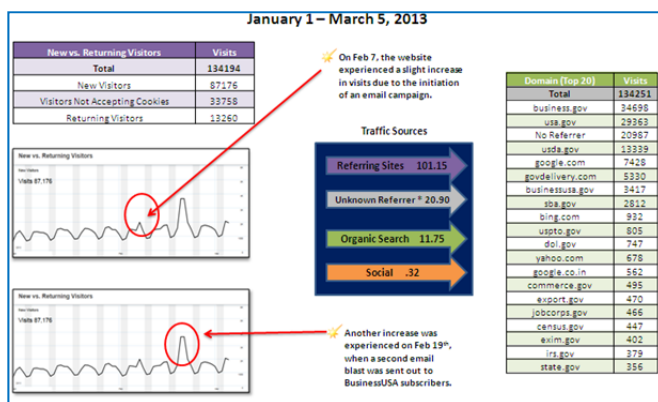 January 1 – March 5, 2013
New vs. Returning Visitors Visits
Total 134194
New Visitors 87176
Visitors Not Accepting Cookies 33758
Returning Visitors 13260
On Feb 7, the website
experienced a slight increase
in visits due to the initiation
of an email campaign.
New vs. Returning Visitors
New Visitors
Visits 87,176
Traffic Sources
Referring Sites 101.15
Unknown Referrer * 20.90
Organic Search 11.75
Social .32
New vs. Returning Visitors
New Visitors
Visits 87,176
Another increase was
experienced on Feb 19th,
when a second email
blast was sent out to
BusinessUSA subscribers.
Domain (Top 20) Visits
Total 134251
business.gov 34698
usa.gov 29363
No Referrer 20987
usda.gov 13339
google.com 7428
govdelivery.com 5330
businessusa.gov 3417
sba.gov 2812
bing.com 932
uspto.gov 805
dol.gov 747
yahoo.com 678
google.co.in 562
commerce.gov 495
export.gov 470
jobcorps.gov 466
census.gov 447
exim.gov 402
irs.gov 379
state.gov 356